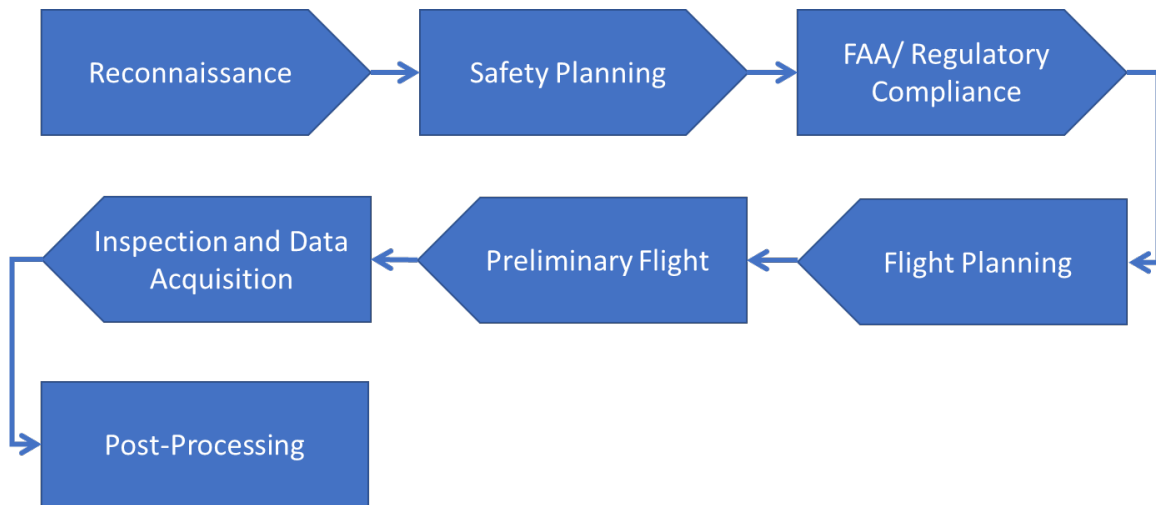 Reconnaissance
Safety Planning
FAA/ Regulatory
Compliance
Flight Planning
Preliminary Flight
Inspection and Data
Acquisition
Post-Processing